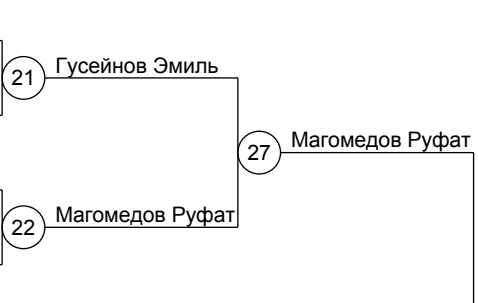 Гусейнов Эмиль
21
Магомедов Руфат
27
Магомедов Руфат
22